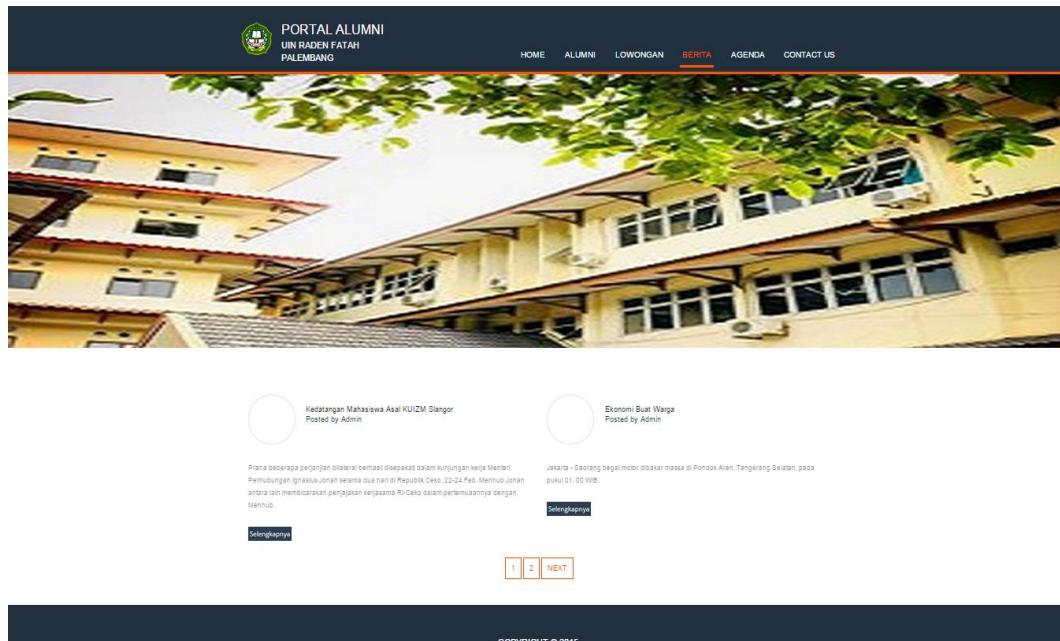 PORTAL ALUMNI
UIN RADEN FATAH
PALEMBANG
HOME ALUMNI LOWONGAN BERITA AGENDA CONTACT US
Kedatangan Mahasiswa Asal KUIZM Slangor
Posted by Admin
Praha beberapa perjanjian bilateral berhasil disepakati dalam kunjungan kerja Menteri
Perhubungan Ignasius Jonan selama dua hari di Republik Ceko, 22-24 Feb. Menhub Jonan
antara lain membicarakan penjajakan kerjasama RI-Ceko dalam pertemuaannya dengan
Menhub.
Selengkapnya
Ekonomi Buat Warga
Posted by Admin
Jakarta - Seorang begal motor dibakar massa di Pondok Aren, Tangerang Selatan, pada
pukul 01: 00 WIB.
Selengkapnya
1 2 NEXT
COPYRIGHT © 2015